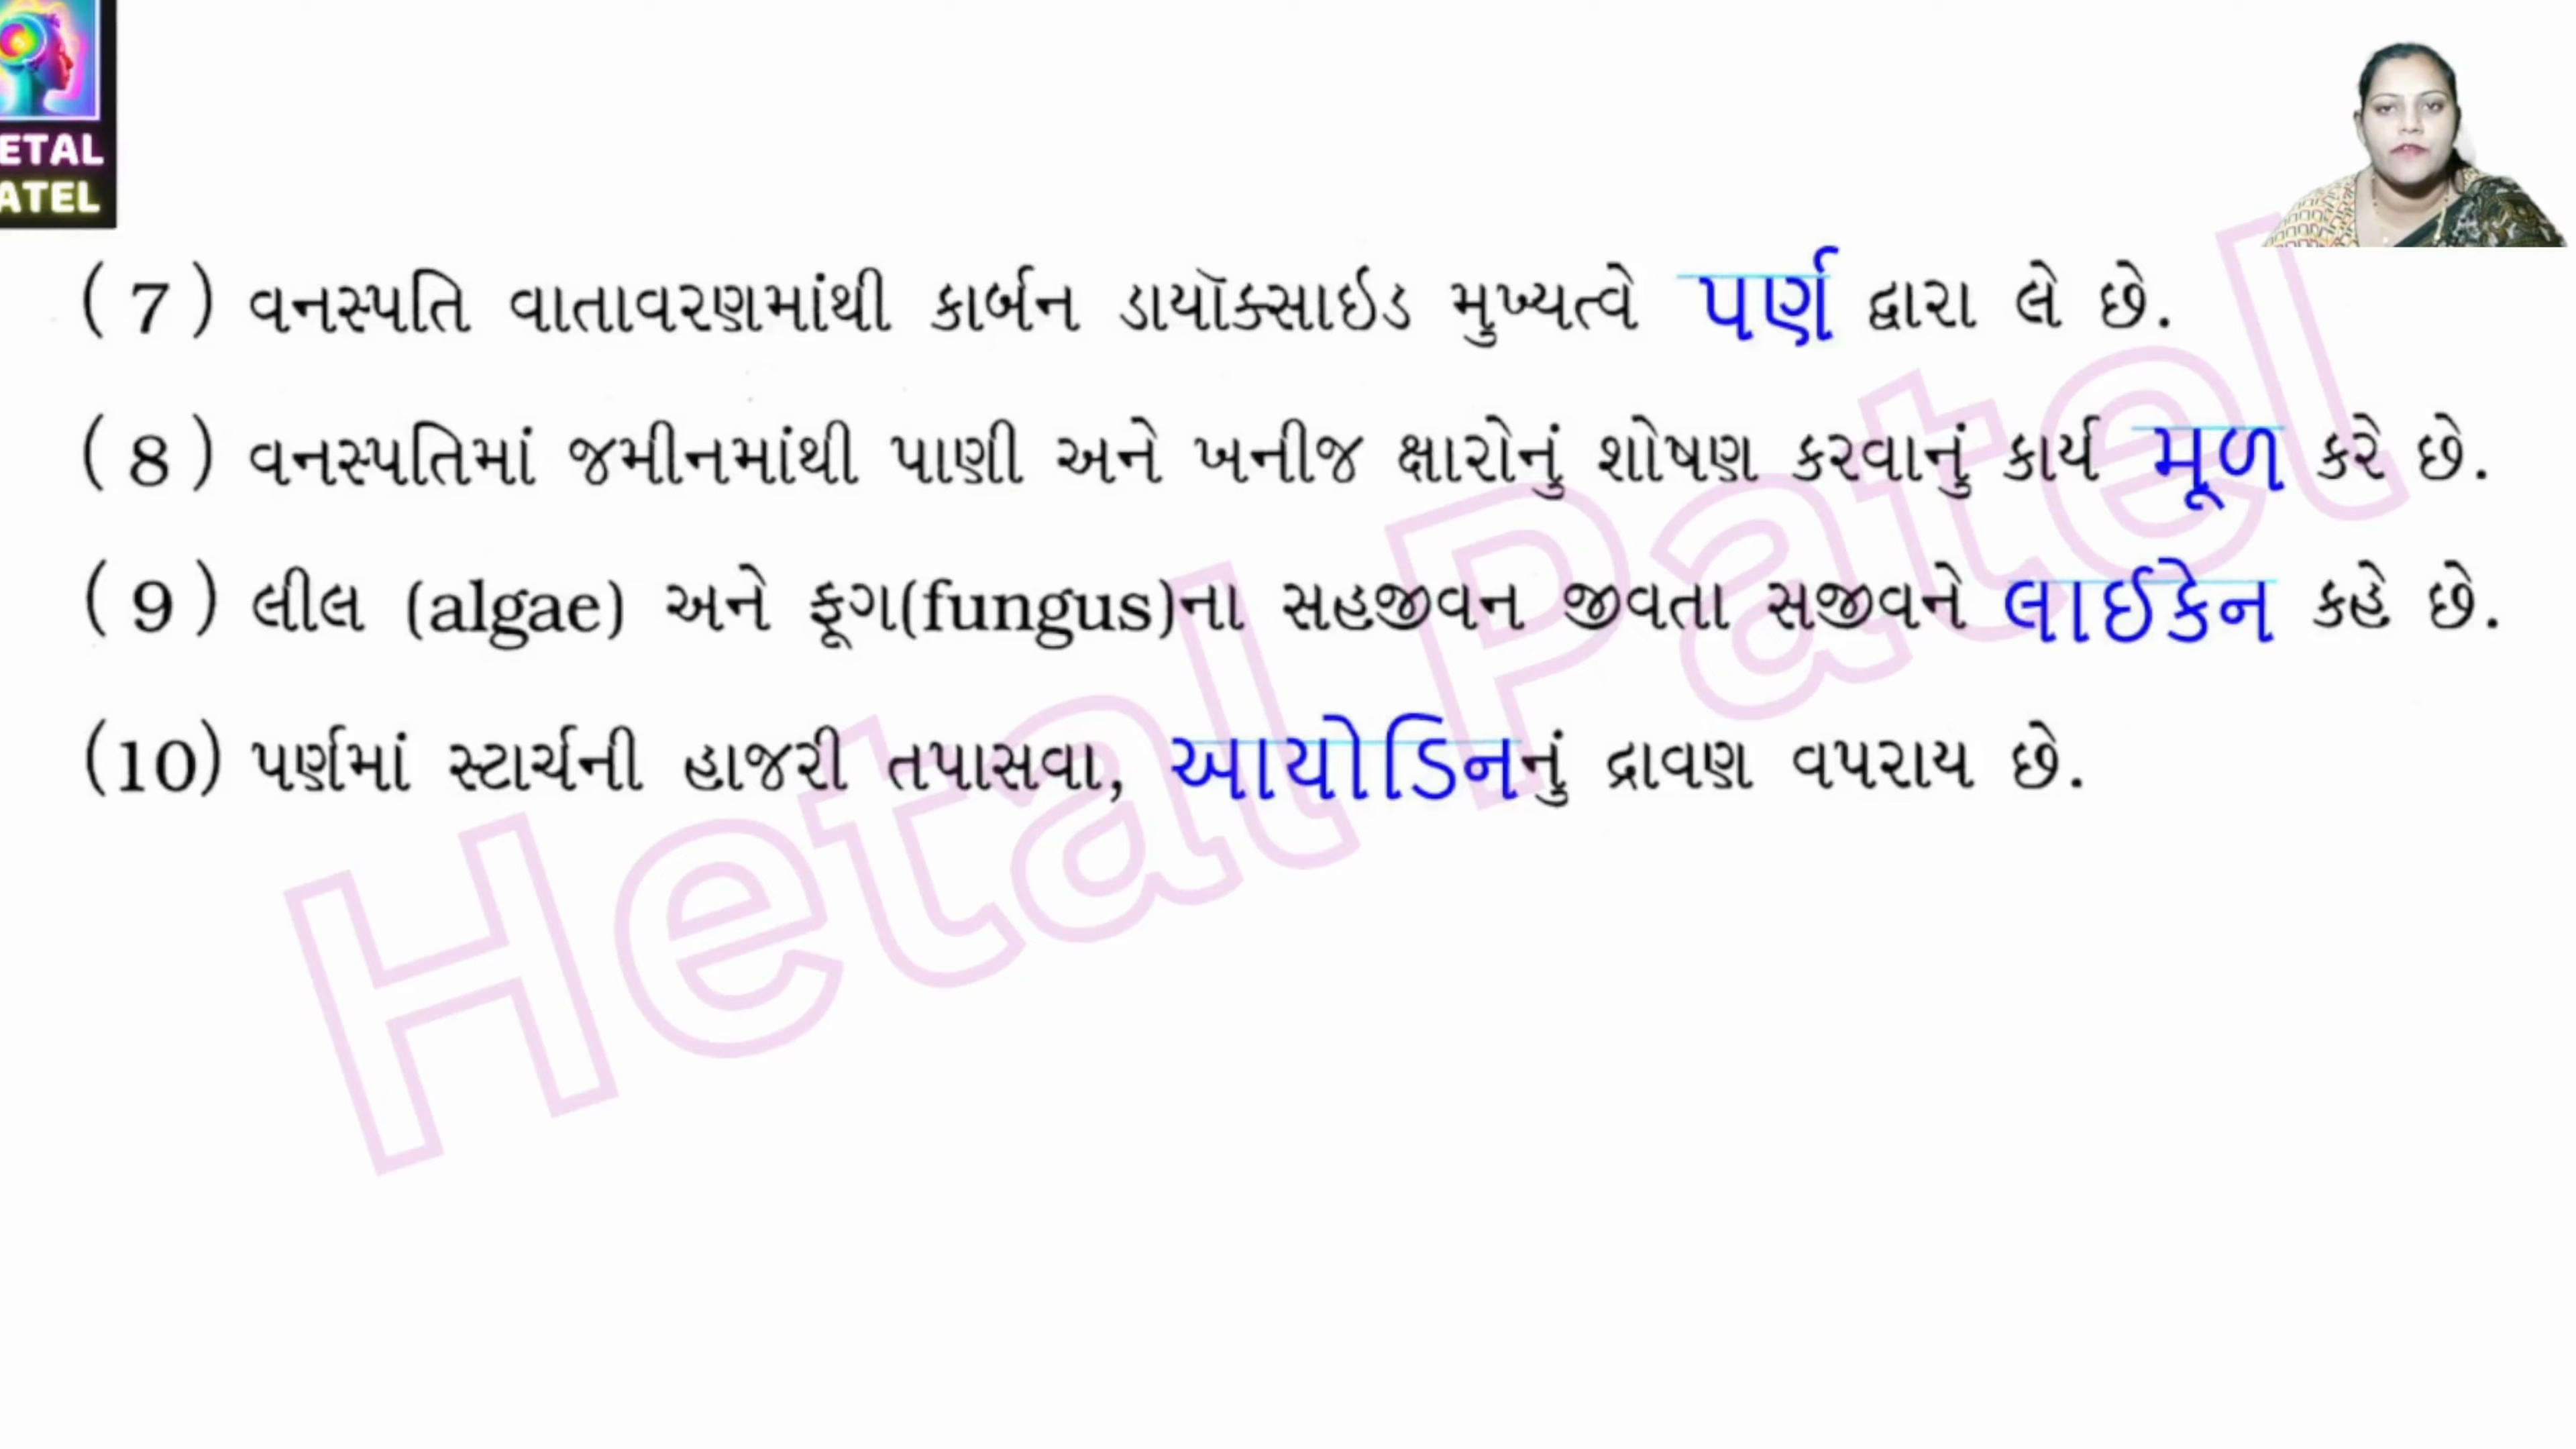 ETAL
ATEL
( 7 ) વનસ્પતિ વાતાવરણમાંથી કાર્બન ડાયૉક્સાઇડ મુખ્યત્વે પર્ણ દ્વારા લે છે.
( 8 ) વનસ્પતિમાં જમીનમાંથી પાણી અને ખનીજ ક્ષારોનું શોષણ કરવાનું કાર્ય મૂળ કરે છે.
( 9 ) લીલ (algae) અને ફૂગ(fungus)ના સહજીવન જીવતા સજીવને લાઈકેન કહે છે.
(10) પર્ણમાં સ્ટાર્ચની હાજરી તપાસવા, આયોડિનનું દ્રાવણ વપરાય છે.
Hetal Patel